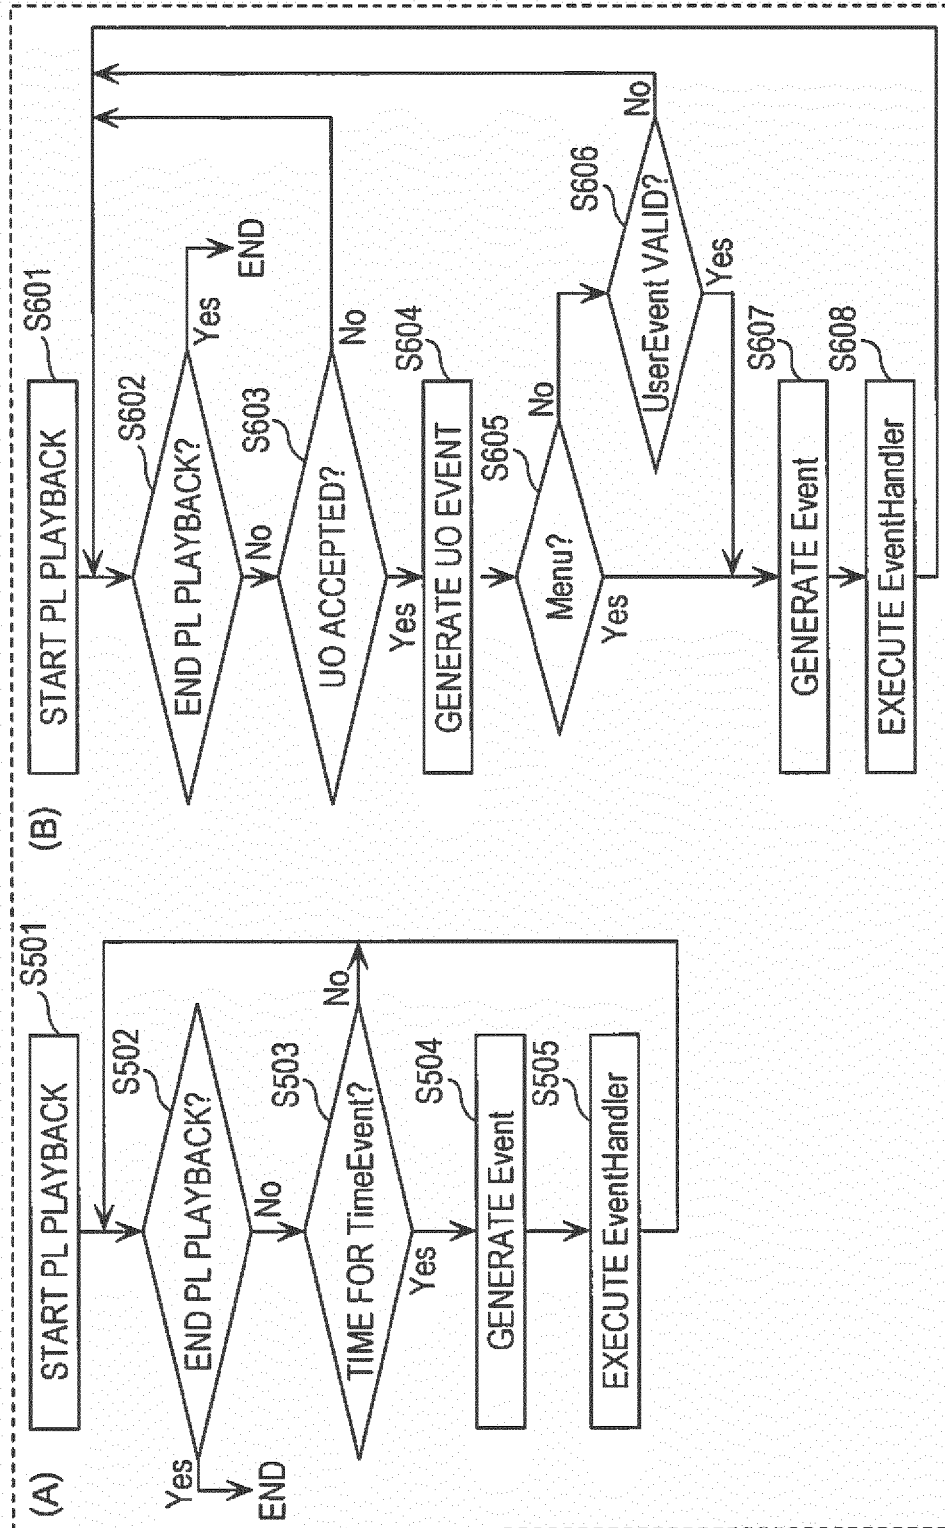 (A)
START PL PLAYBACK
S501
END PL PLAYBACK?
S502
Yes
END
No
TIME FOR TimeEvent?
S503
No
Yes
GENERATE Event
S504
EXECUTE EventHandler
S505
(B)
START PL PLAYBACK
S601
END PL PLAYBACK?
S602
Yes
END
No
UO ACCEPTED?
S603
No
Yes
GENERATE UO EVENT
S604
Menu?
S605
No
Yes
UserEvent VALID?
S606
No
Yes
GENERATE Event
S607
EXECUTE EventHandler
S608